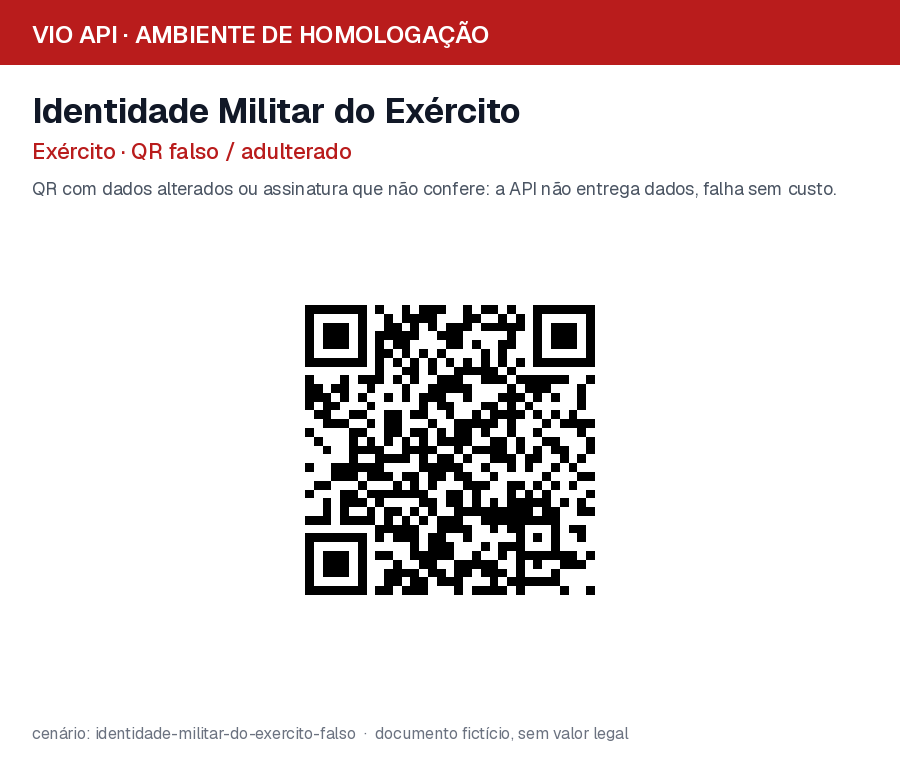 VIO API · AMBIENTE DE HOMOLOGAÇÃO
Identidade Militar do Exército
Exército · QR falso / adulterado
QR com dados alterados ou assinatura que não confere: a API não entrega dados, falha sem custo.
cenário: identidade-militar-do-exercito-falso · documento fictício, sem valor legal